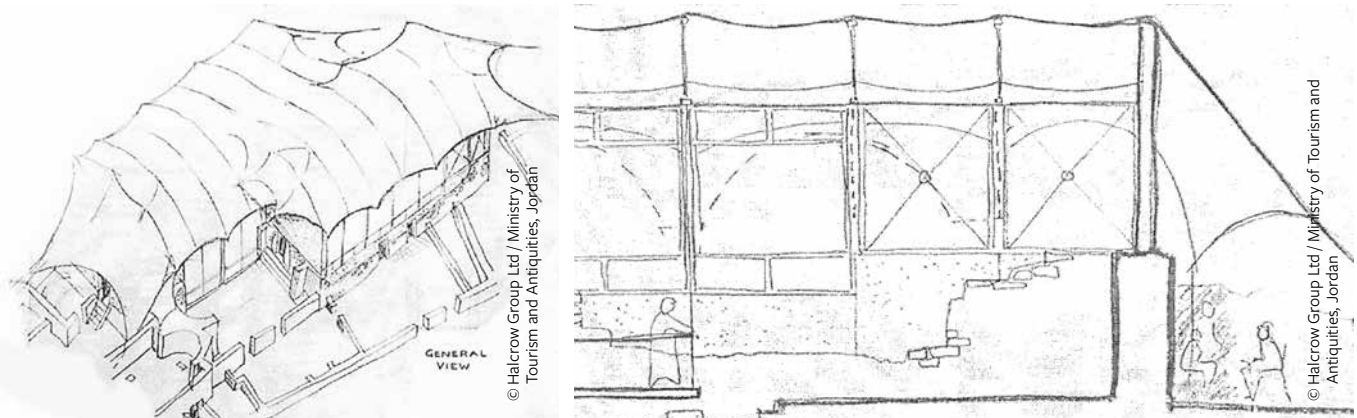 GENERAL
VIEW
© Halcrow Group Ltd / Ministry of
Tourism and Antiquities, Jordan
© Halcrow Group Ltd / Ministry of Tourism and
Antiquities, Jordan